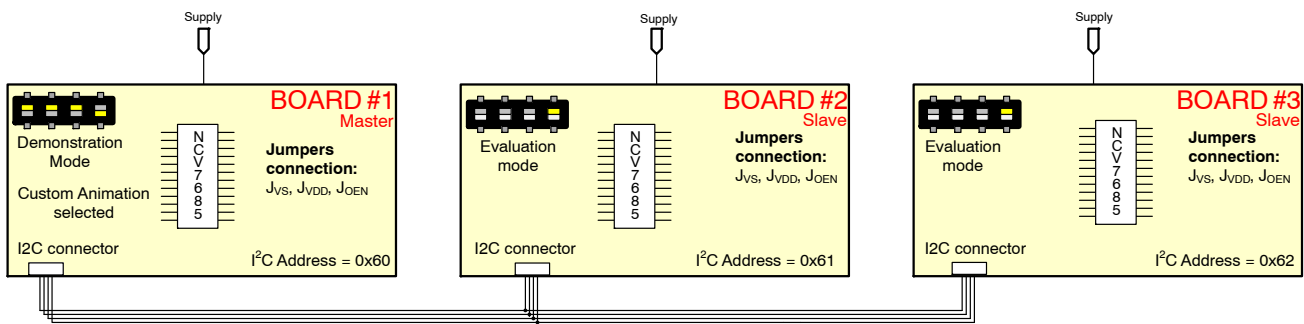 Supply
BOARD #1
Master
Demonstration
Mode
Custom Animation
selected
NCV7685
Jumpers
connection:
JVS, JVDD, JOEN
I2C connector
I2C Address = 0x60
Supply
BOARD #2
Slave
Evaluation
mode
NCV7685
Jumpers
connection:
JVS, JVDD, JOEN
I2C connector
I2C Address = 0x61
Supply
BOARD #3
Slave
Evaluation
mode
NCV7685
Jumpers
connection:
JVS, JVDD, JOEN
I2C connector
I2C Address = 0x62